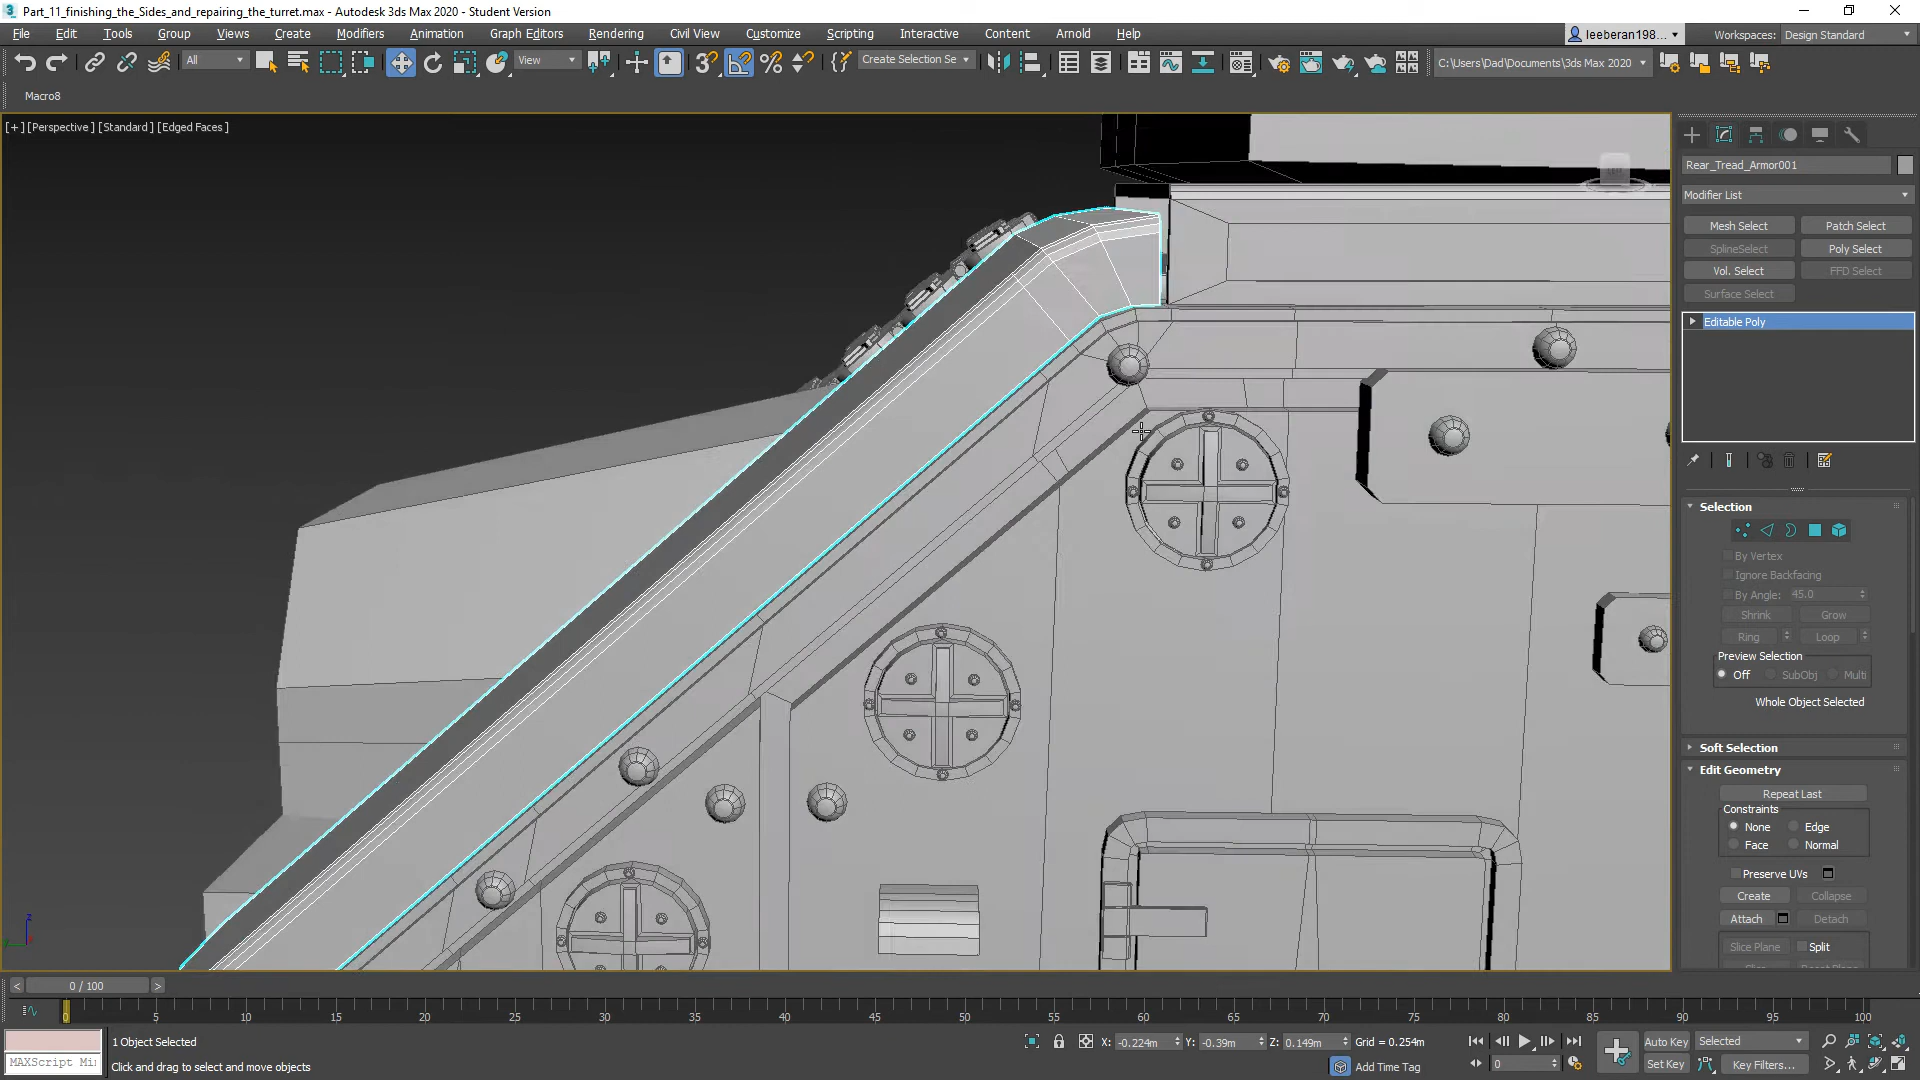 Part_11_finishing_the_Sides_and_repairing_the_turret.max - Autodesk 3ds Max 2020 - Student Version
File Edit Tools Group Views Create Modifiers Animation Graph Editors Rendering Civil View Customize Scripting Interactive Content Arnold Help leeberan198... Workspaces: Design Standard
All View Create Selection Se C:\Users\Dad\Documents\3ds Max 2020
Macro8
[+] [Perspective] [Standard] [Edged Faces]
Rear_Tread_Armor001
Modifier List
Mesh Select Patch Select
SplineSelect Poly Select
Vol. Select FFD Select
Surface Select
Editable Poly
Selection
By Vertex
Ignore Backfacing
By Angle: 45.0
Shrink Grow
Ring Loop
Preview Selection
Off SubObj Multi
Whole Object Selected
Soft Selection
Edit Geometry
Repeat Last
Constraints
None Edge
Face Normal
Preserve UVs
Create Collapse
Attach Detach
Slice Plane Split
< 0 / 100 >
0 5 10 15 20 25 30 35 40 45 50 55 60 65 70 75 80 85 90 95 100
1 Object Selected X: -0.224m Y: -0.39m Z: 0.149m Grid = 0.254m Auto Key Selected
MAXScript Mi Click and drag to select and move objects Add Time Tag 0 Set Key Key Filters...